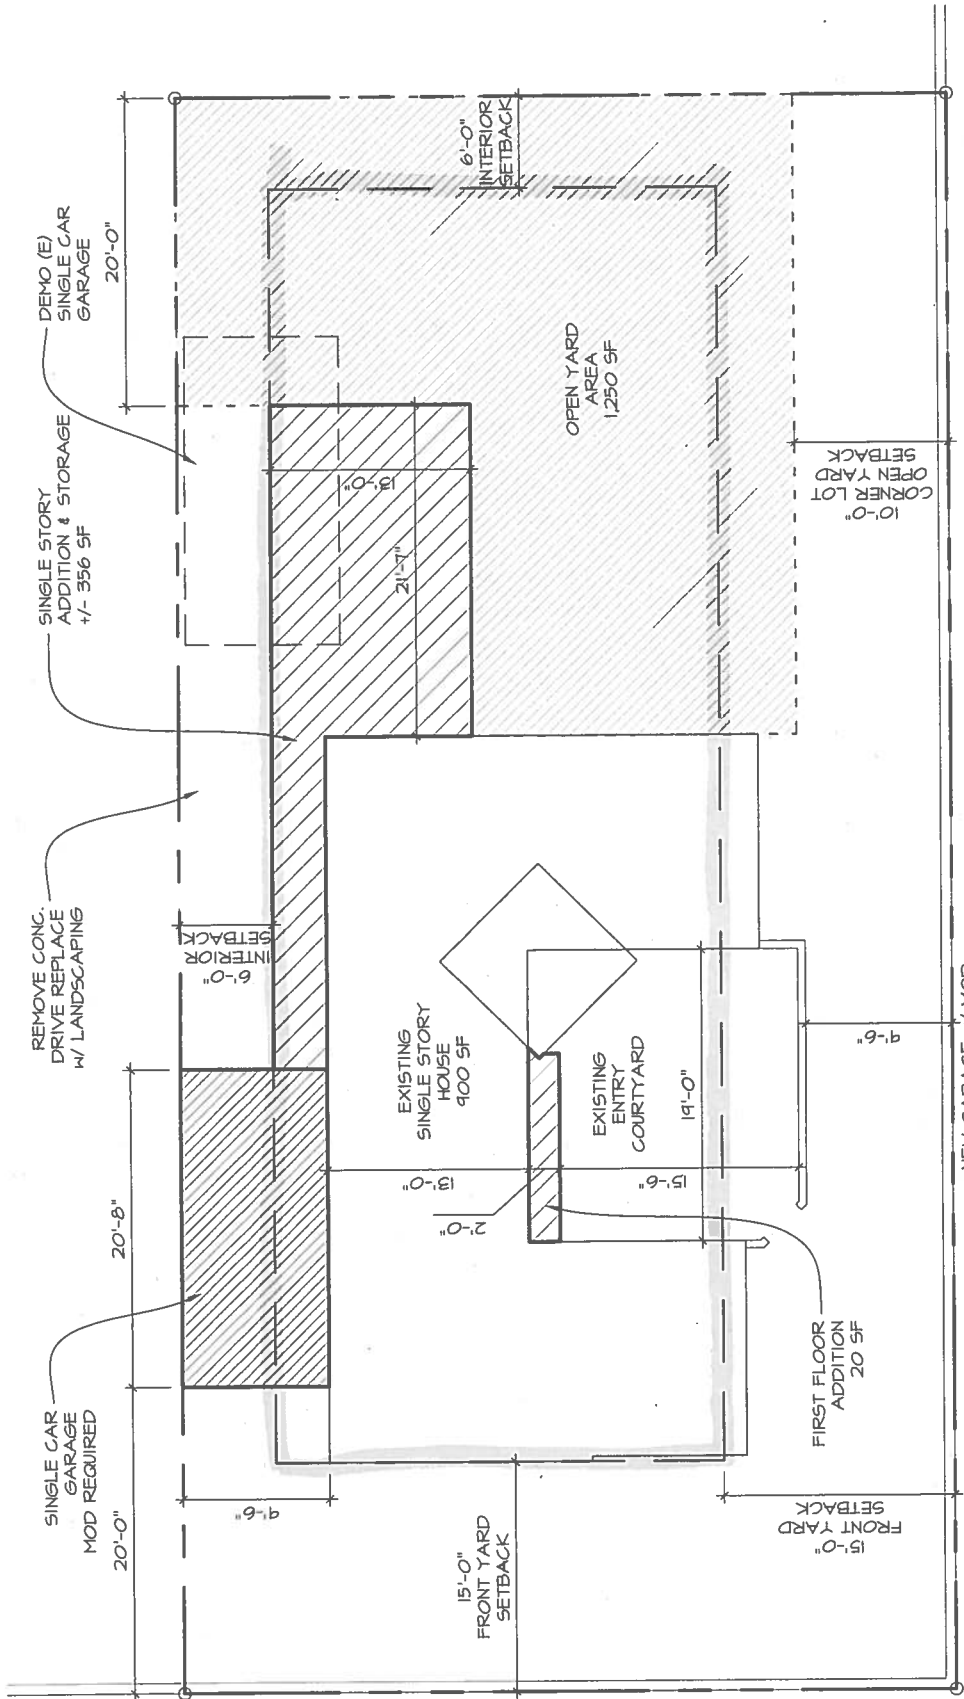 DEMO (E)
SINGLE CAR
GARAGE
20'-0"
6'-0"
INTERIOR
SETBACK
SINGLE STORY
ADDITION & STORAGE
+/- 356 SF
13'-0"
21'-7"
OPEN YARD
AREA
1,250 SF
10'-0"
CORNER LOT
OPEN YARD
SETBACK
REMOVE CONC.
DRIVE REPLACE
W/ LANDSCAPING
6'-0"
INTERIOR
SETBACK
EXISTING
SINGLE STORY
HOUSE
900 SF
EXISTING
ENTRY
COURTYARD
19'-0"
9'-6"
13'-0"
2'-0"
15'-6"
20'-8"
SINGLE CAR
GARAGE
MOD REQUIRED
20'-0"
9'-6"
FIRST FLOOR
ADDITION
20 SF
15'-0"
FRONT YARD
SETBACK
15'-0"
FRONT YARD
SETBACK